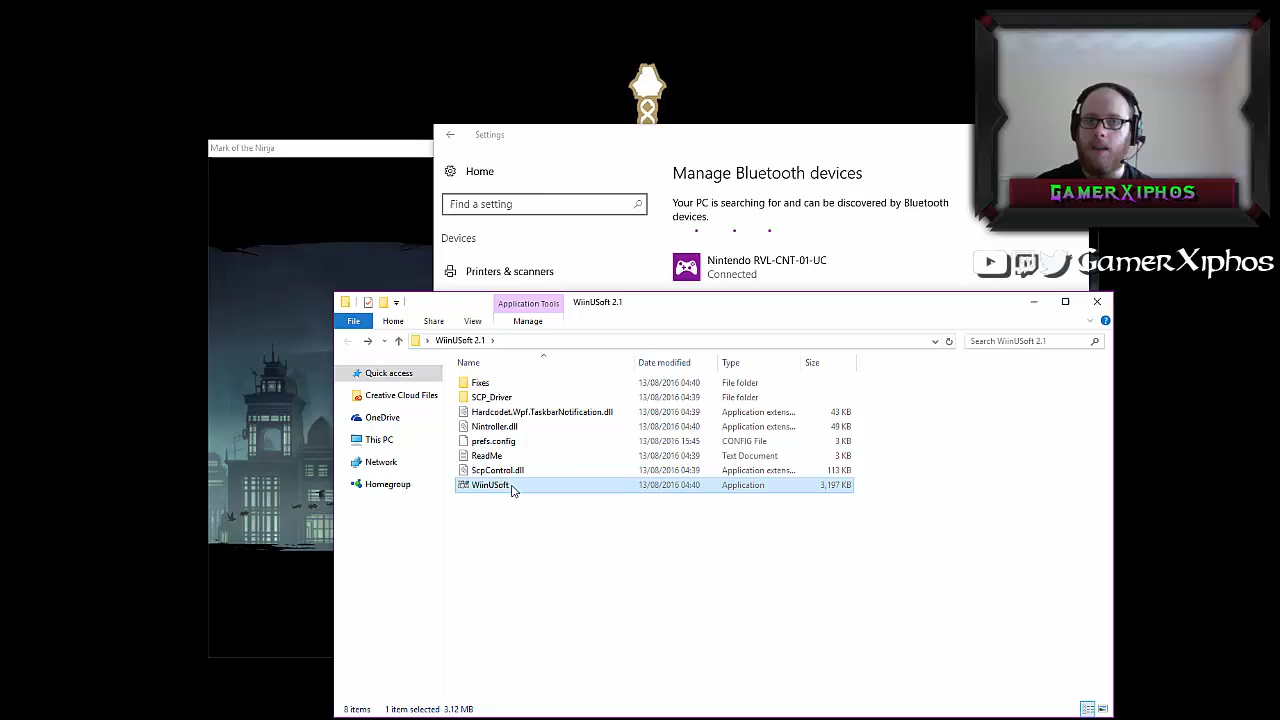 Mark of the Ninja
Settings
Home
Find a setting
Devices
Printers & scanners
Manage Bluetooth devices
Your PC is searching for and can be discovered by Bluetooth
devices.
Nintendo RVL-CNT-01-UC
Connected
GamerXiphos
GamerXiphos
Application Tools
WiinUSoft 2.1
File
Home
Share
View
Manage
WiinUSoft 2.1
Search WiinUSoft 2.1
Quick access
Creative Cloud Files
OneDrive
This PC
Network
Homegroup
Name Date modified Type Size
Fixes 13/08/2016 04:40 File folder
SCP_Driver 13/08/2016 04:39 File folder
Hardcodet.Wpf.TaskbarNotification.dll 13/08/2016 04:39 Application extens... 43 KB
Nintroller.dll 13/08/2016 04:40 Application extens... 49 KB
prefs.config 13/08/2016 15:45 CONFIG File 3 KB
ReadMe 13/08/2016 04:39 Text Document 3 KB
ScpControl.dll 13/08/2016 04:39 Application extens... 113 KB
WiinUSoft 13/08/2016 04:40 Application 3,197 KB
8 items 1 item selected 3.12 MB